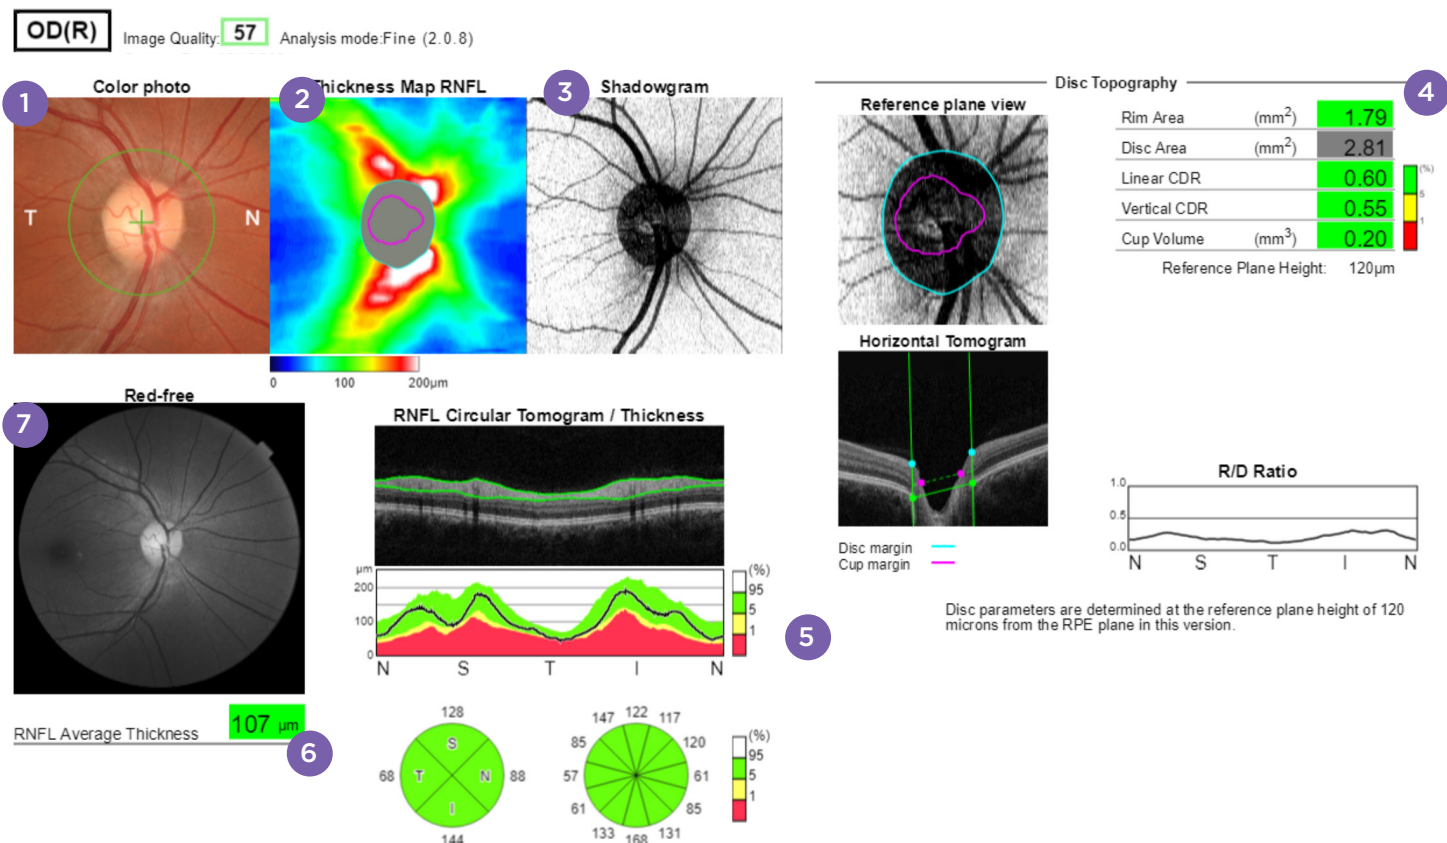 OD(R)
Image Quality: 57 Analysis mode:Fine (2.0.8)
1
Color photo
T
N
2
Thickness Map RNFL
0 100 200µm
3
Shadowgram
Disc Topography
4
Reference plane view
Rim Area (mm2) 1.79
Disc Area (mm2) 2.81
Linear CDR 0.60
Vertical CDR 0.55
Cup Volume (mm3) 0.20
(%)
5
1
Reference Plane Height: 120µm
Horizontal Tomogram
Disc margin
Cup margin
R/D Ratio
1.0
0.5
0.0
N S T I N
Disc parameters are determined at the reference plane height of 120
microns from the RPE plane in this version.
7
Red-free
RNFL Average Thickness 107 µm
6
RNFL Circular Tomogram / Thickness
µm
200
100
0
N S T I N
(%)
95
5
1
5
128
S
68 T N 88
I
144
147 122 117
85 120
57 61
61 85
133 168 131
(%)
95
5
1